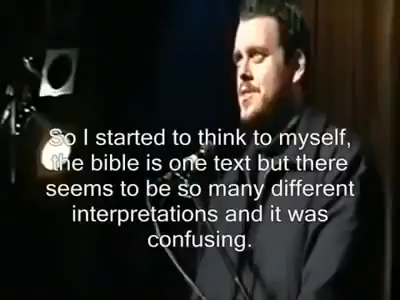 So I started to think to myself,
the bible is one text but there
seems to be so many different
interpretations and it was
confusing.